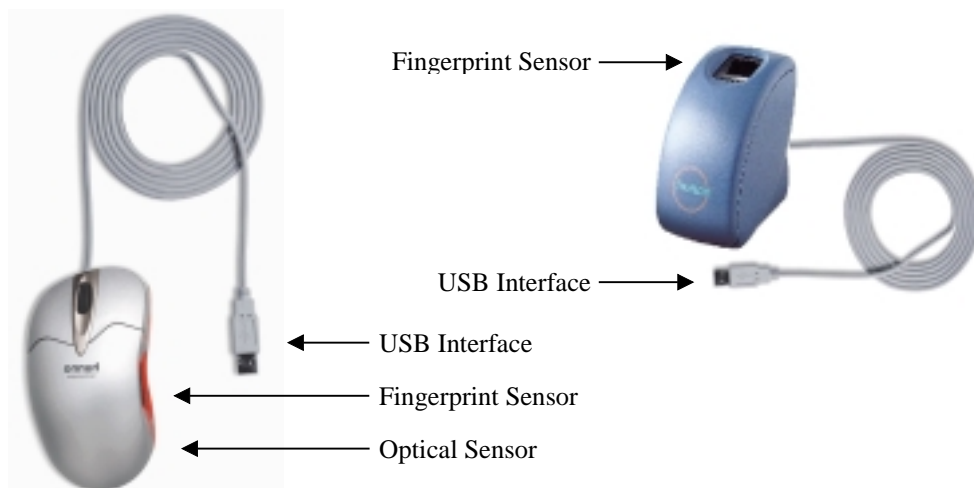 Fingerprint Sensor
USB Interface
USB Interface
Fingerprint Sensor
Optical Sensor